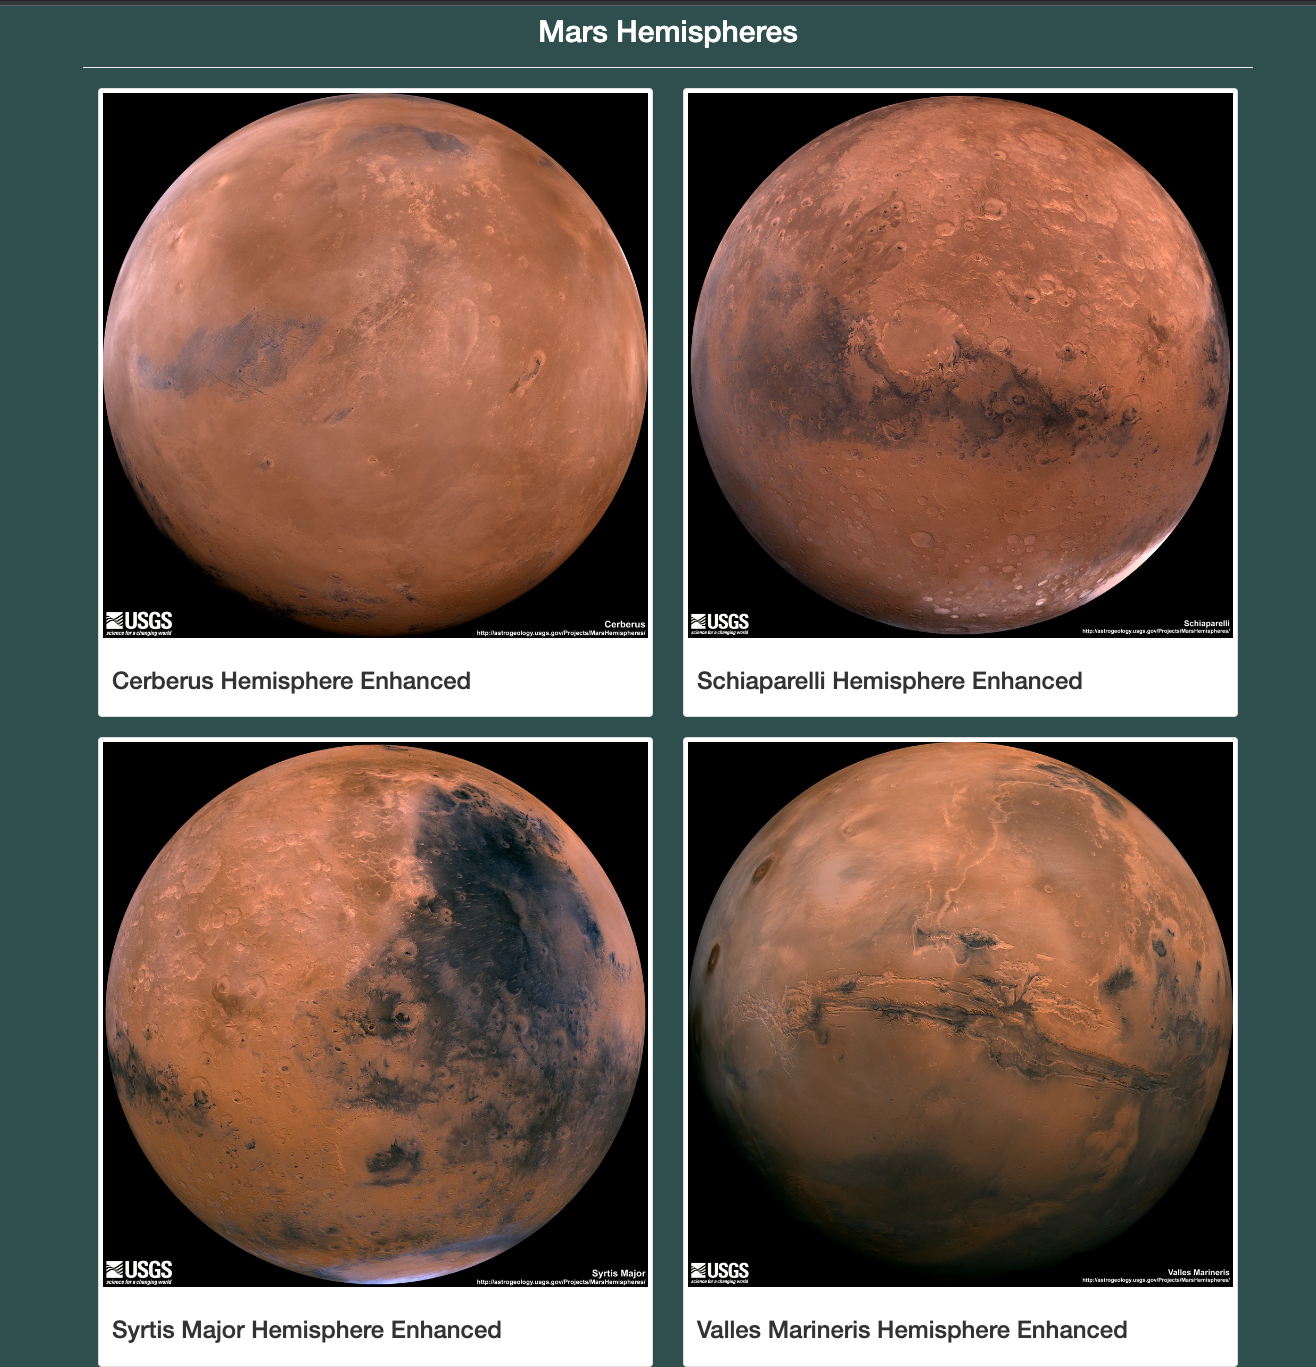 Mars Hemispheres
USGS
science for a changing world
Cerberus
http://astrogeology.usgs.gov/Projects/MarsHemispheres/
Cerberus Hemisphere Enhanced
USGS
science for a changing world
Schiaparelli
http://astrogeology.usgs.gov/Projects/MarsHemispheres/
Schiaparelli Hemisphere Enhanced
USGS
science for a changing world
Syrtis Major
http://astrogeology.usgs.gov/Projects/MarsHemispheres/
Syrtis Major Hemisphere Enhanced
USGS
science for a changing world
Valles Marineris
http://astrogeology.usgs.gov/Projects/MarsHemispheres/
Valles Marineris Hemisphere Enhanced